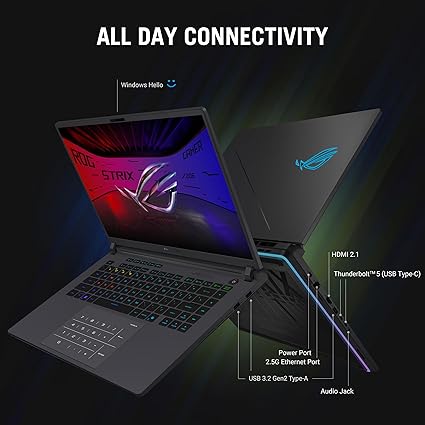 ALL DAY CONNECTIVITY
Windows Hello
ROG
STRIX
GAMER
HDMI 2.1
Thunderbolt™ 5 (USB Type-C)
Power Port
2.5G Ethernet Port
USB 3.2 Gen2 Type-A
Audio Jack